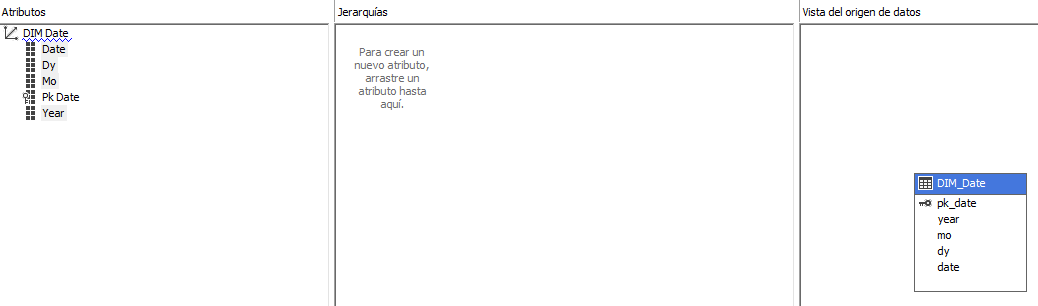 Atributos
DIM Date
Date
Dy
Mo
Pk Date
Year
Jerarquías
Para crear un
nuevo atributo,
arrastre un
atributo hasta
aquí.
Vista del origen de datos
DIM_Date
pk_date
year
mo
dy
date